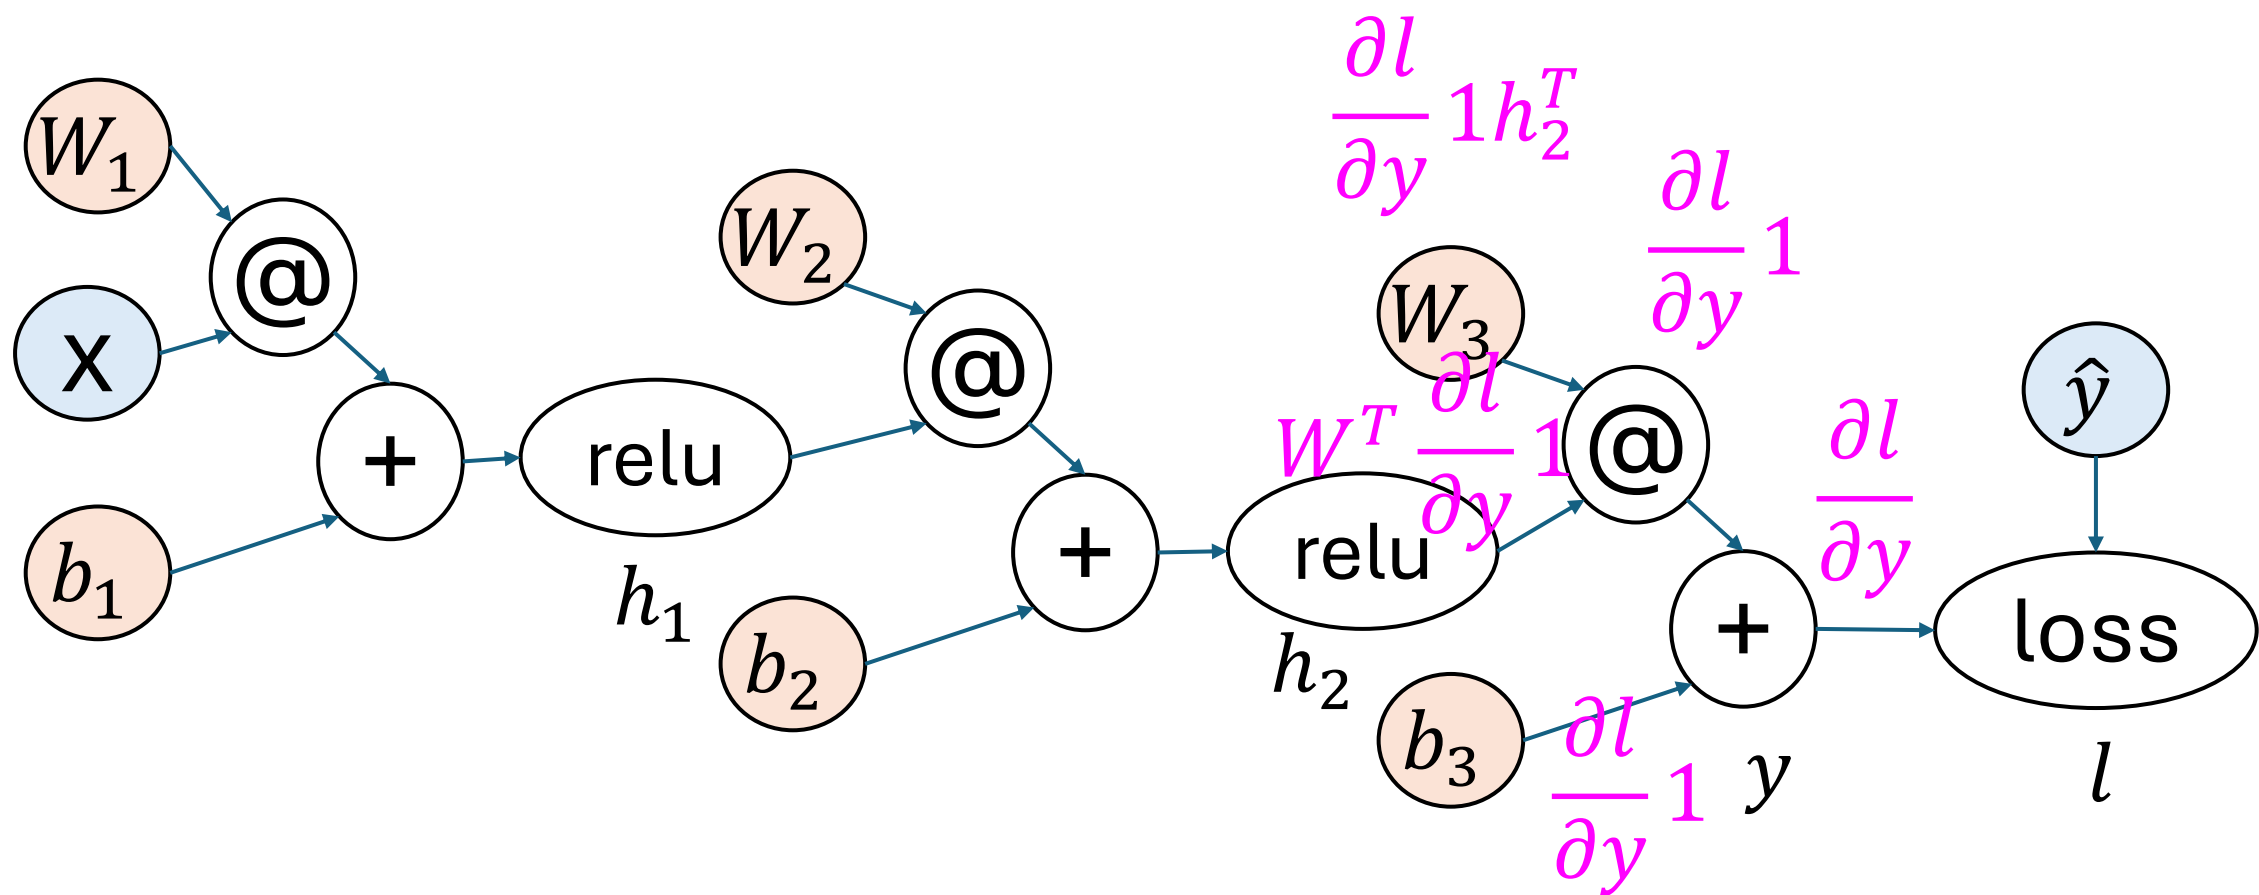 ∂l/∂y 1h₂ᵀ
W₁
∂l/∂y 1
W₂
@
W₃
x
@
ŷ
Wᵀ ∂l/∂y 1
@
∂l/∂y
+
relu
+
relu
b₁
h₁
+
loss
b₂
h₂
b₃
∂l/∂y 1
y
l